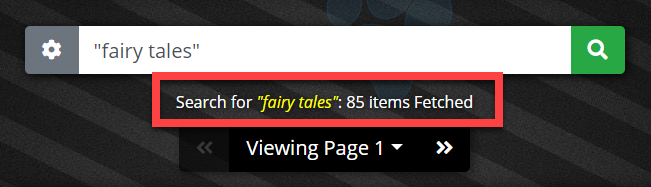 "fairy tales"
Search for "fairy tales": 85 items Fetched
« Viewing Page 1 »